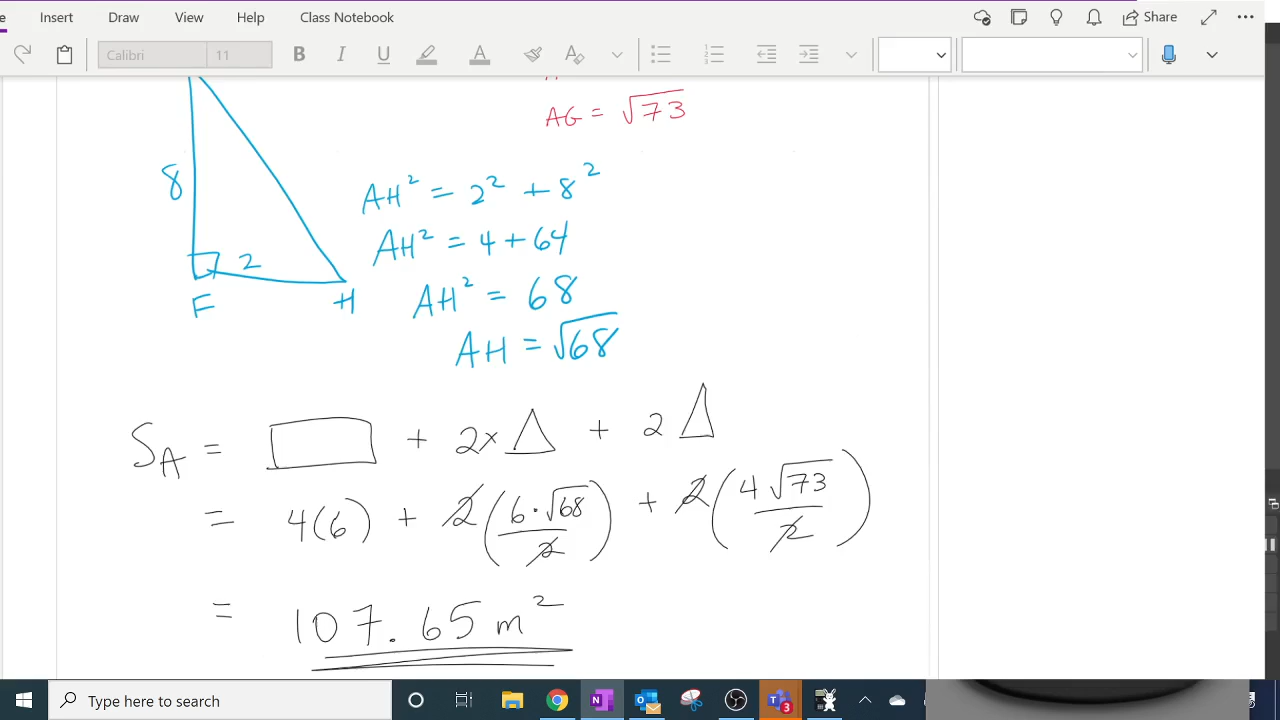 Insert Draw View Help Class Notebook Share
Calibri 11 B I U A
AG = √73
8
AH² = 2² + 8²
AH² = 4 + 64
2
F H
AH² = 68
AH = √68
SA = + 2× △ + 2 △
= 4(6) + 2(6·√68/2) + 2(4√73/2)
= 107.65 m²
Type here to search
3